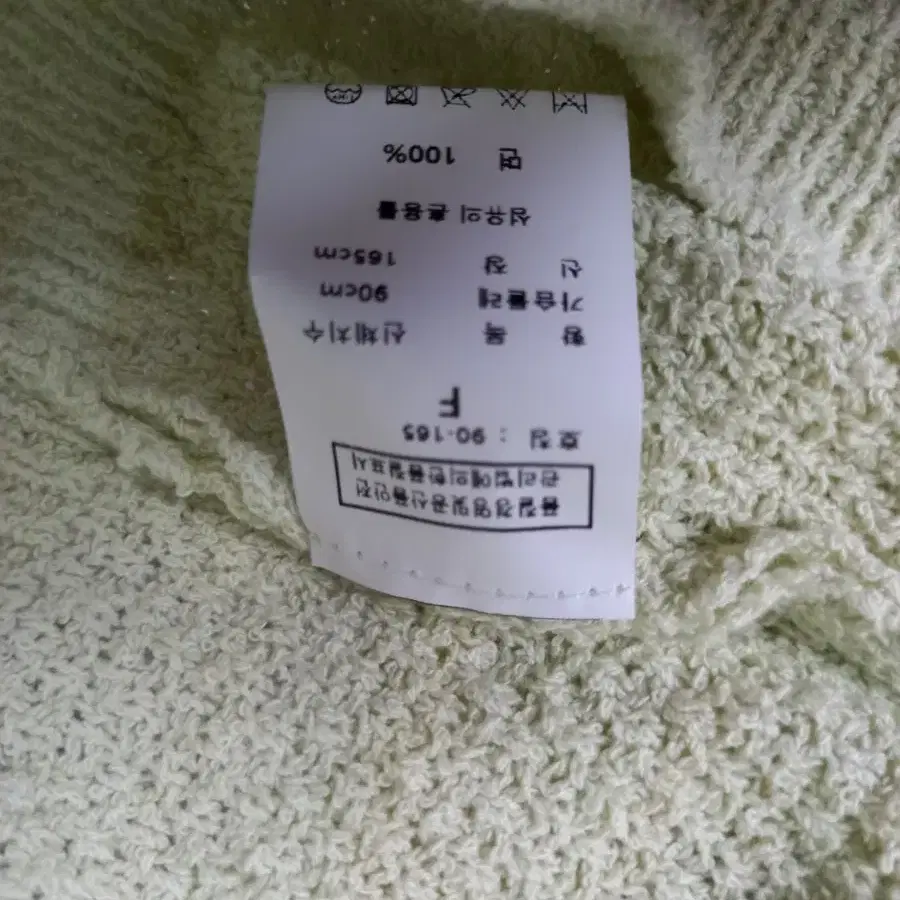 품질경영및공산품안전
관리법에의한품질표시
호칭 : 90-165
F
항 목 신체치수
가슴둘레 90cm
신 장 165cm
섬유의 혼용률
면 100%